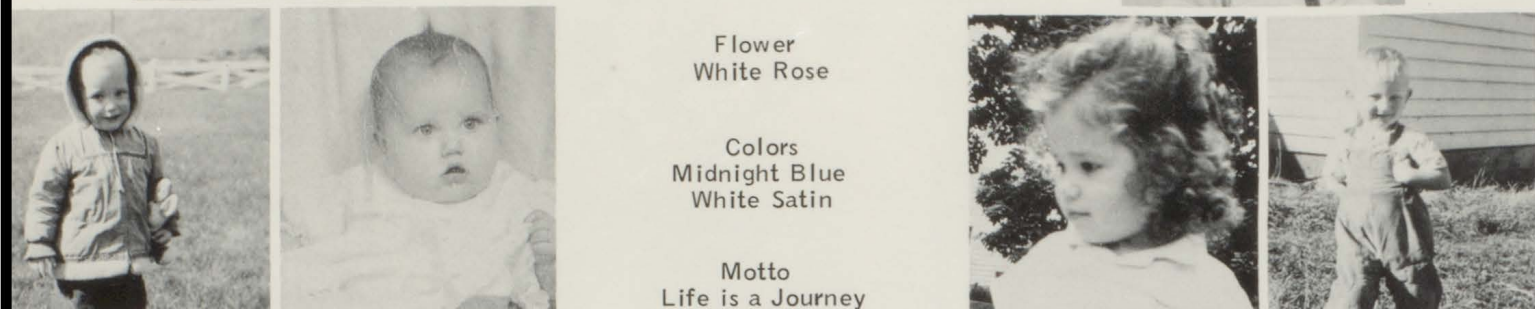 Flower
White Rose
Colors
Midnight Blue
White Satin
Motto
Life is a Journey